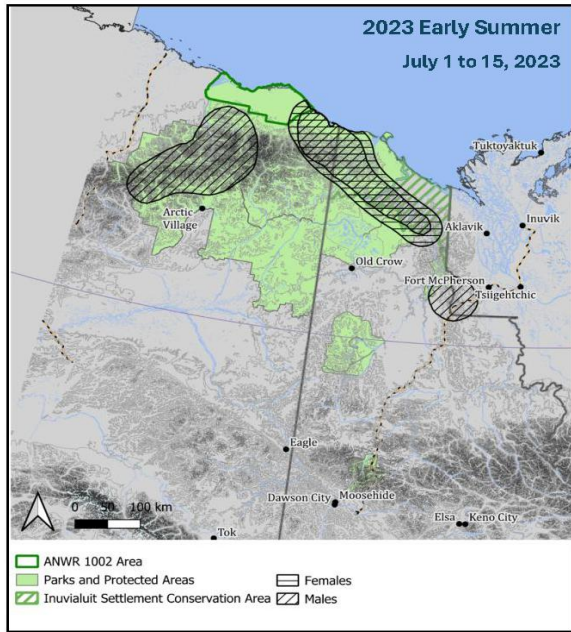 2023 Early Summer
July 1 to 15, 2023
Tuktoyaktuk
Arctic
Village
Aklavik
Inuvik
Old Crow
Fort McPherson
Tsiigehtchic
Eagle
Dawson City
Moosehide
Elsa
Keno City
Tok
0 50 100 km
ANWR 1002 Area
Parks and Protected Areas
Females
Inuvialuit Settlement Conservation Area
Males